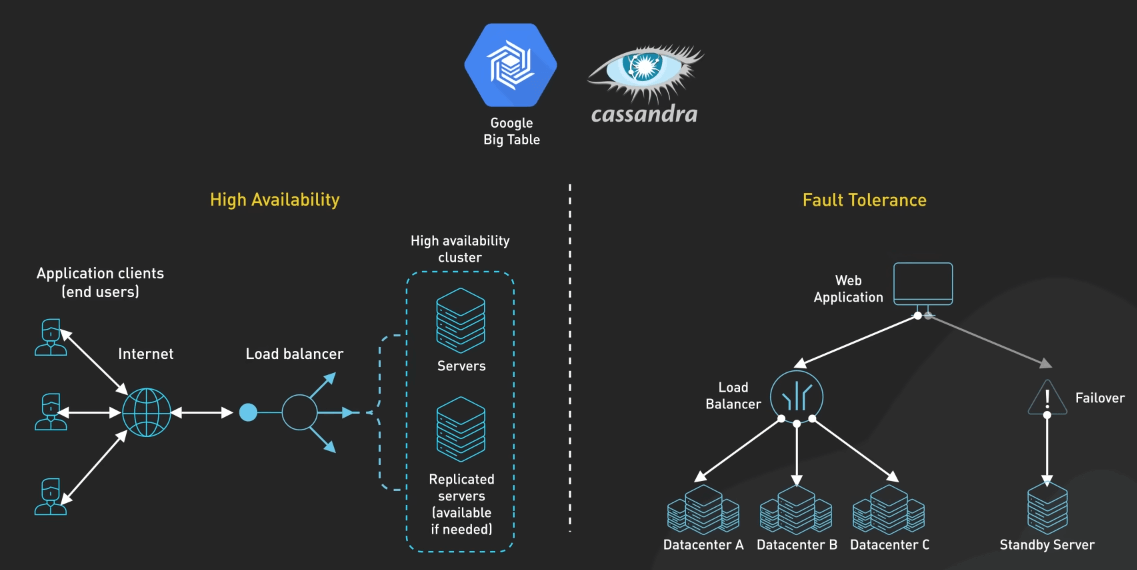 Google
Big Table
cassandra
High Availability
Application clients
(end users)
Internet
Load balancer
High availability
cluster
Servers
Replicated
servers
(available
if needed)
Fault Tolerance
Web
Application
Load
Balancer
!
Failover
Datacenter A
Datacenter B
Datacenter C
Standby Server